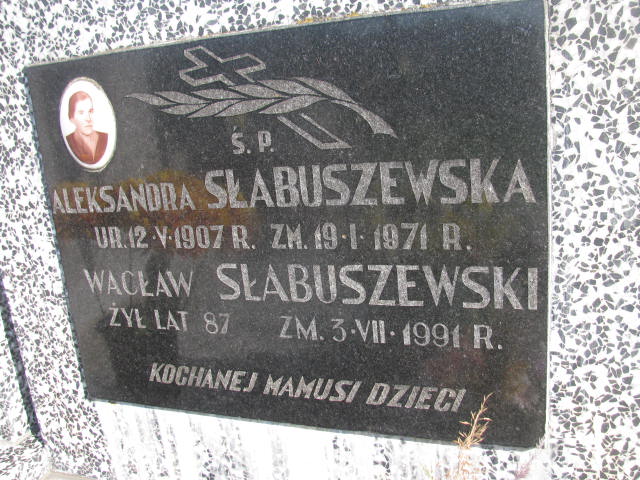 Ś. P.
ALEKSANDRA SŁABUSZEWSKA
UR. 12·V·1907 R. ZM. 19·I·1971 R.
WACŁAW SŁABUSZEWSKI
ŻYŁ LAT 87 ZM. 3·VII·1991 R.
KOCHANEJ MAMUSI DZIECI